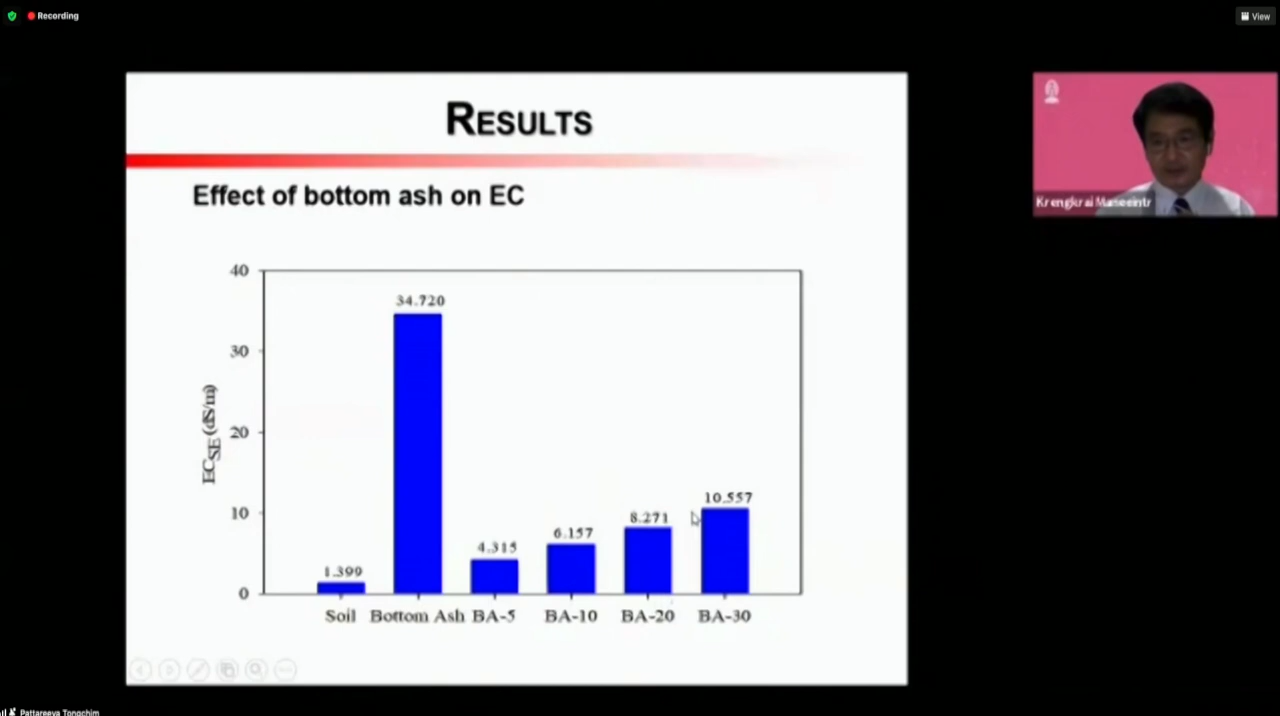 Recording
View
RESULTS
Effect of bottom ash on EC
40
30
20
10
0
ECSE (dS/m)
1.399
34.720
4.315
6.157
8.271
10.557
Soil
Bottom Ash
BA-5
BA-10
BA-20
BA-30
Krengkrai Maneeintr
Pattareeya Tongchim